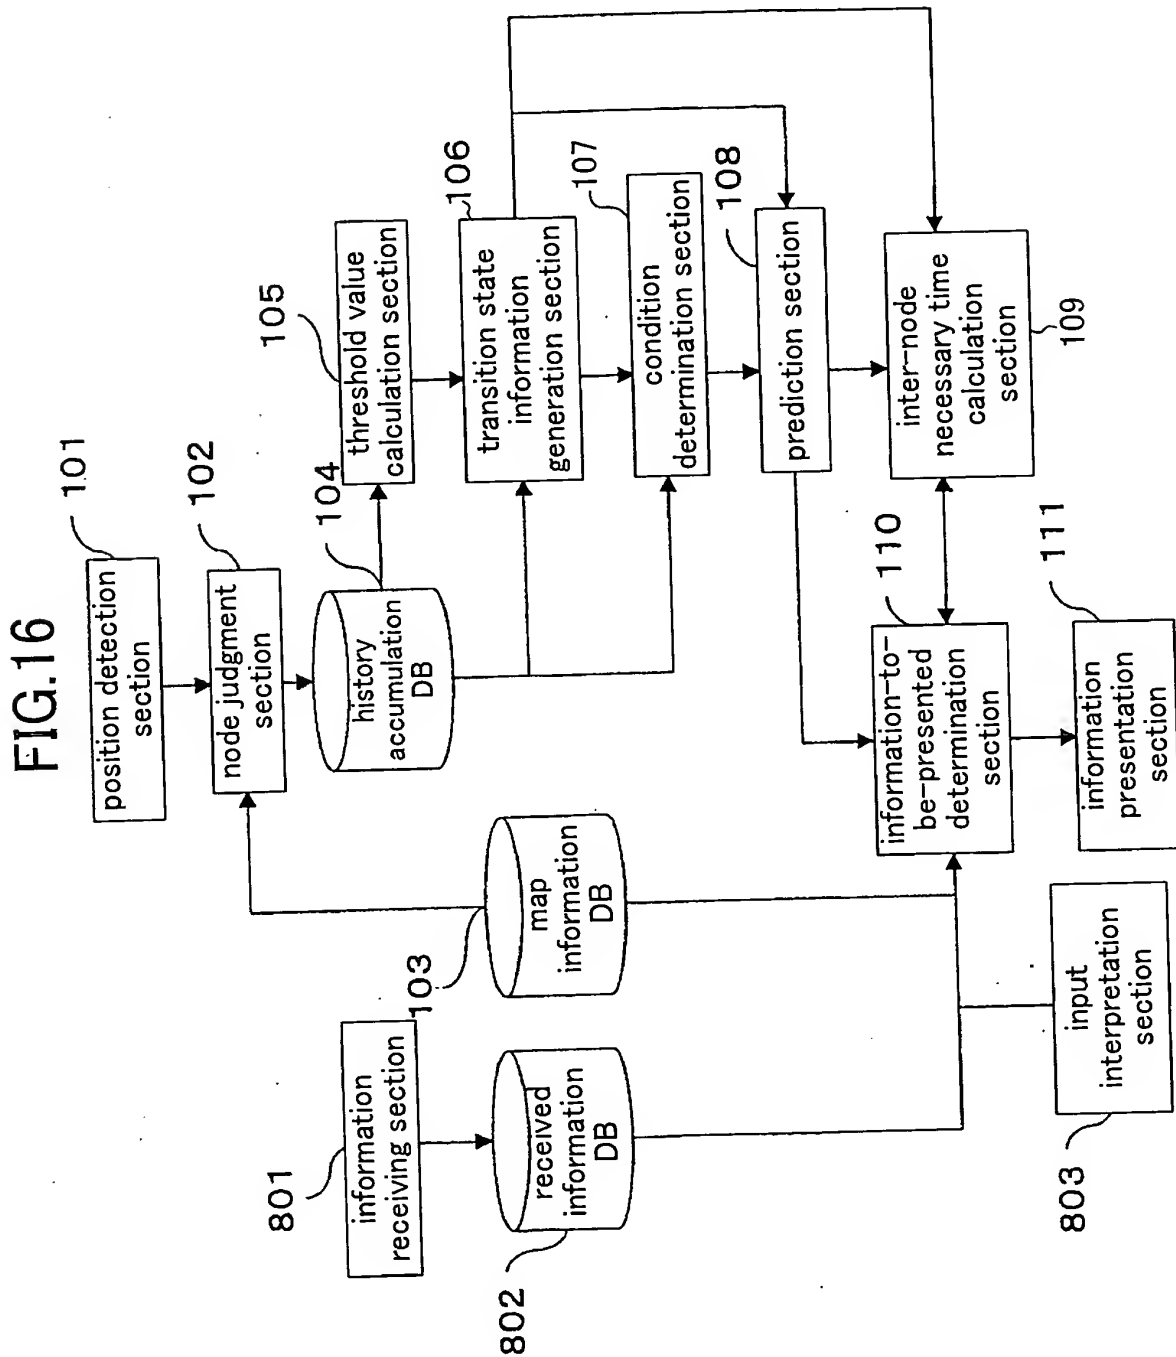 FIG.16
101
position detection
section
102
node judgment
section
104
history
accumulation
DB
105
threshold value
calculation section
106
transition state
information
generation section
107
condition
determination section
108
prediction section
inter-node
necessary time
calculation
section
109
110
information-to-
be-presented
determination
section
111
information
presentation
section
103
map
information
DB
801
information
receiving section
802
received
information
DB
803
input
interpretation
section